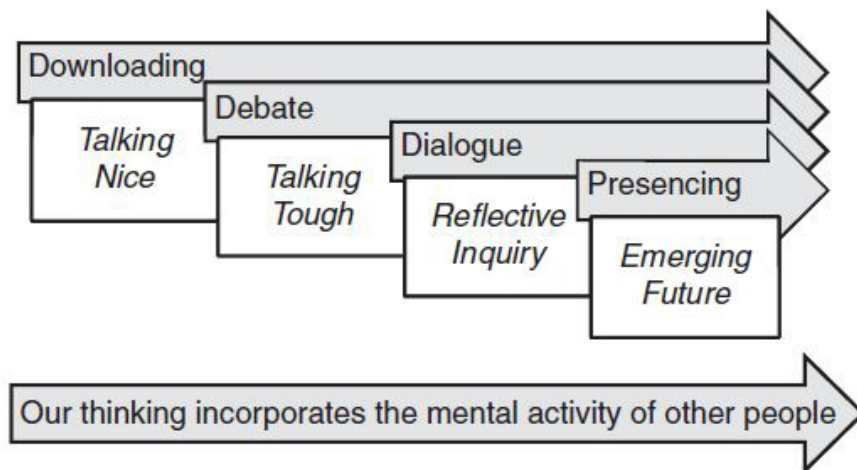 Downloading
Talking
Nice
Debate
Talking
Tough
Dialogue
Reflective
Inquiry
Presencing
Emerging
Future
Our thinking incorporates the mental activity of other people